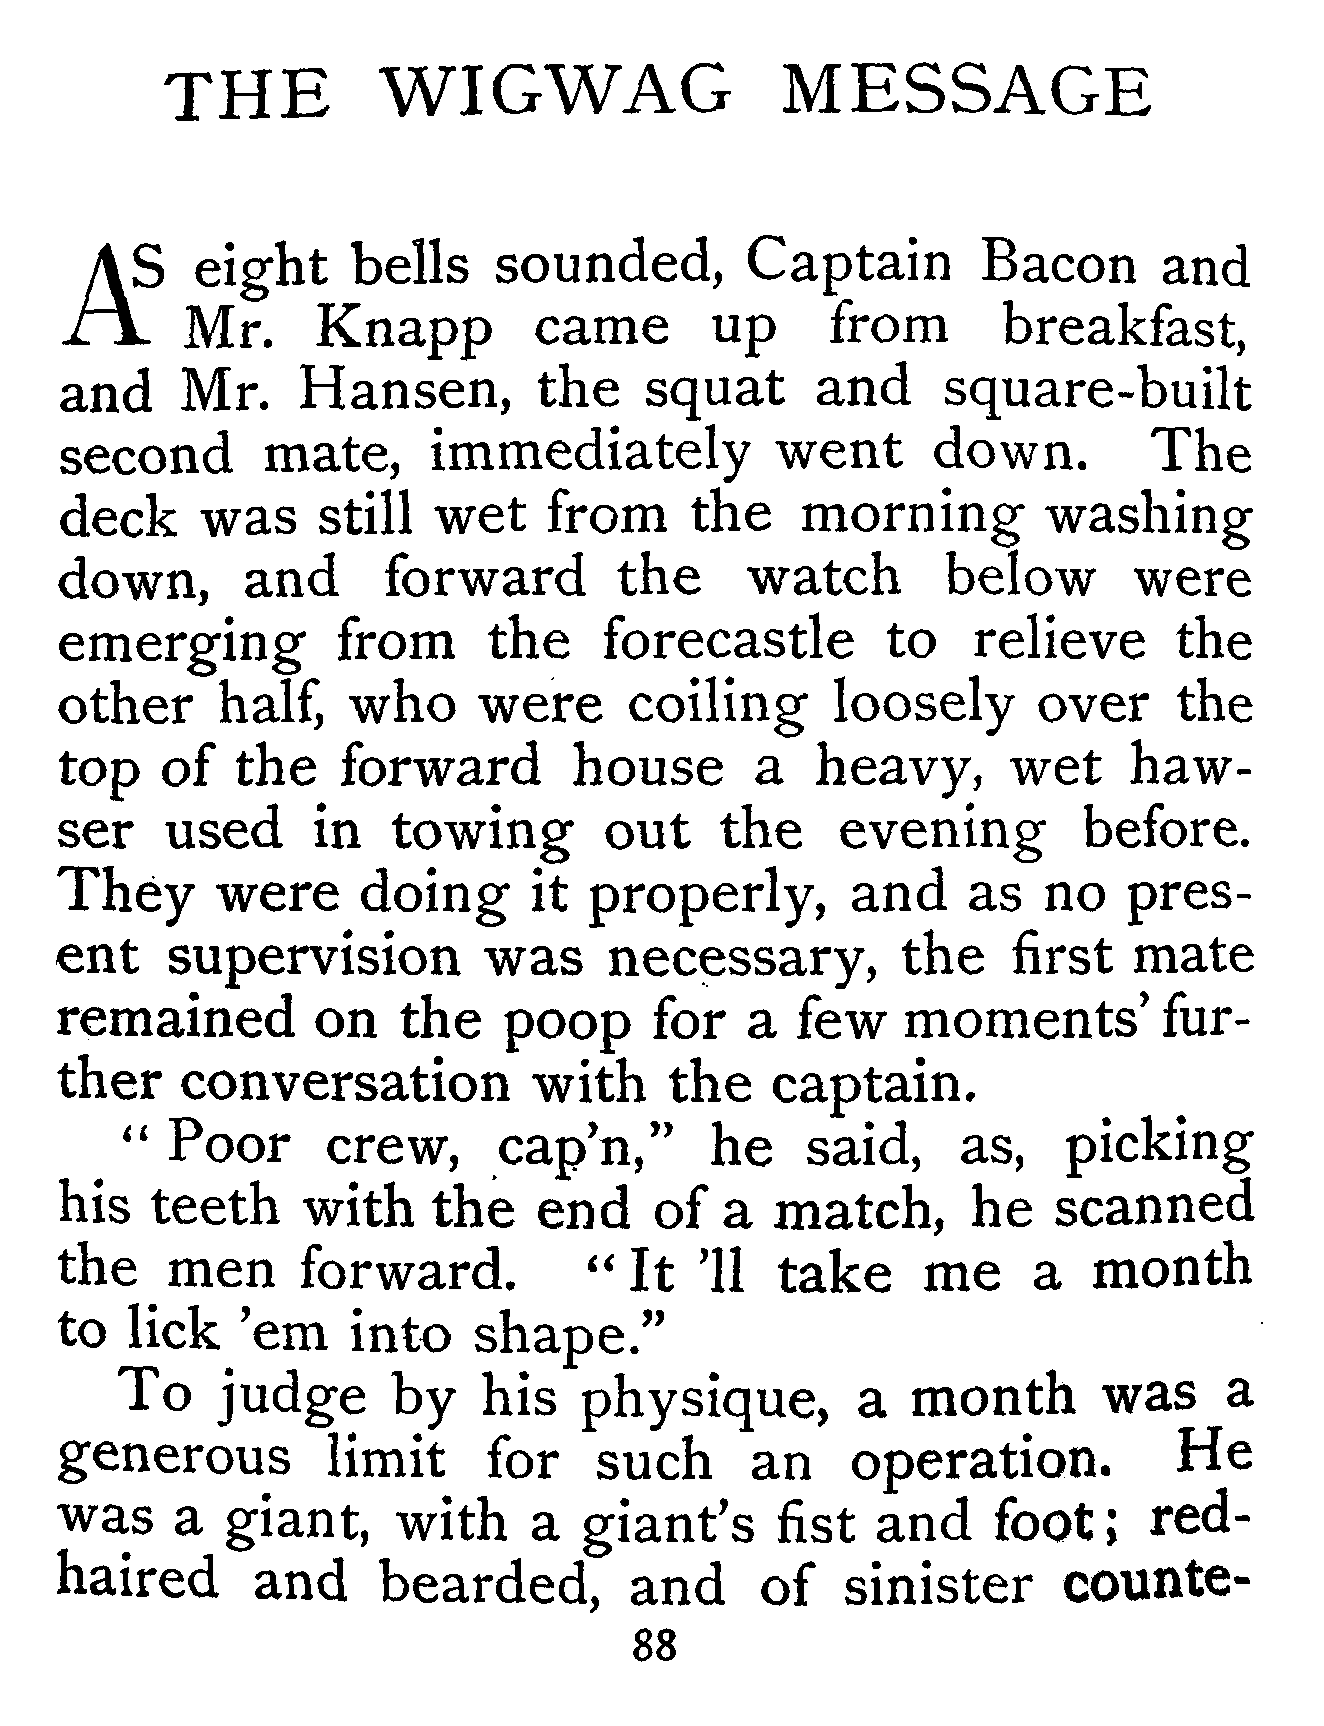 THE WIGWAG MESSAGE
AS eight bells sounded, Captain Bacon and
Mr. Knapp came up from breakfast,
and Mr. Hansen, the squat and square-built
second mate, immediately went down. The
deck was still wet from the morning washing
down, and forward the watch below were
emerging from the forecastle to relieve the
other half, who were coiling loosely over the
top of the forward house a heavy, wet haw-
ser used in towing out the evening before.
They were doing it properly, and as no pres-
ent supervision was necessary, the first mate
remained on the poop for a few moments' fur-
ther conversation with the captain.
“ Poor crew, cap'n,” he said, as, picking
his teeth with the end of a match, he scanned
the men forward. “ It 'll take me a month
to lick 'em into shape.”
To judge by his physique, a month was a
generous limit for such an operation. He
was a giant, with a giant's fist and foot; red-
haired and bearded, and of sinister counte-
88